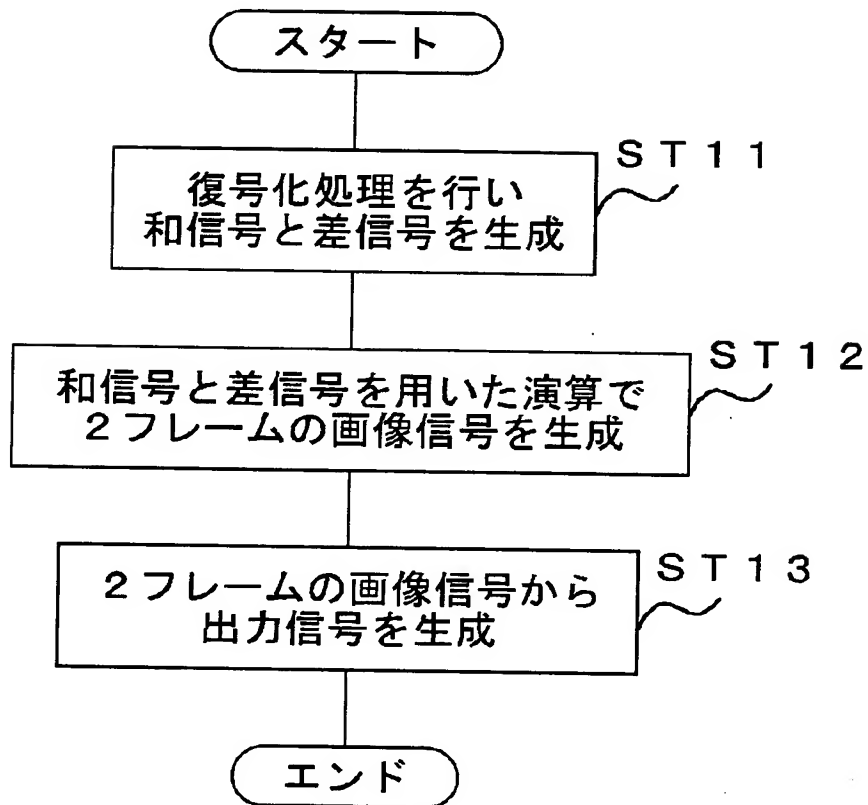 スタート
ＳＴ１１
復号化処理を行い
和信号と差信号を生成
ＳＴ１２
和信号と差信号を用いた演算で
２フレームの画像信号を生成
ＳＴ１３
２フレームの画像信号から
出力信号を生成
エンド